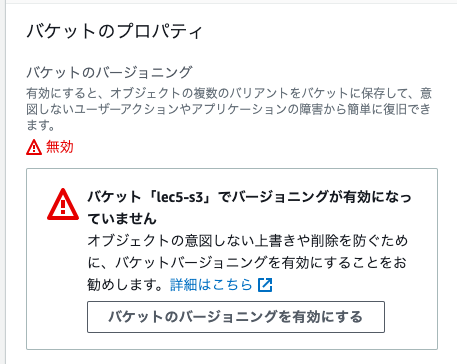 バケットのプロパティ
バケットのバージョニング
有効にすると、オブジェクトの複数のバリアントをバケットに保存して、意
図しないユーザーアクションやアプリケーションの障害から簡単に復旧でき
ます。
無効
バケット「lec5-s3」でバージョニングが有効になっ
ていません
オブジェクトの意図しない上書きや削除を防ぐため
に、バケットバージョニングを有効にすることをお
勧めします。詳細はこちら
バケットのバージョニングを有効にする